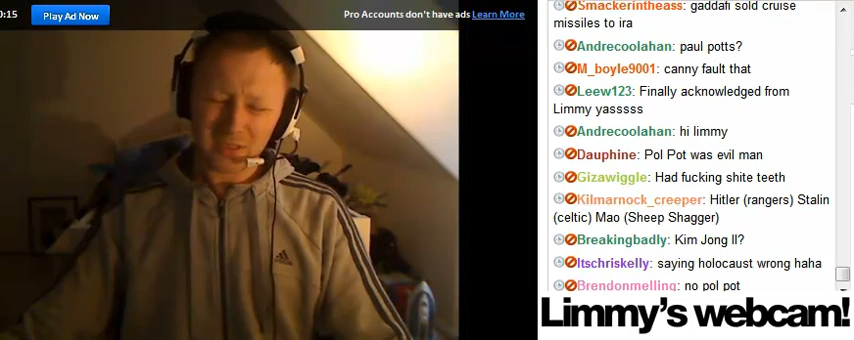 0:15 Play Ad Now Pro Accounts don't have ads Learn More
adidas
Smackerintheass: gaddafi sold cruise
missiles to ira
Andrecoolahan: paul potts?
M_boyle9001: canny fault that
Leew123: Finally acknowledged from
Limmy yasssss
Andrecoolahan: hi limmy
Dauphine: Pol Pot was evil man
Gizawiggle: Had fucking shite teeth
Kilmarnock_creeper: Hitler (rangers) Stalin
(celtic) Mao (Sheep Shagger)
Breakingbadly: Kim Jong Il?
Itschriskelly: saying holocaust wrong haha
Brendonmelling: no pol pot
Limmy's webcam!